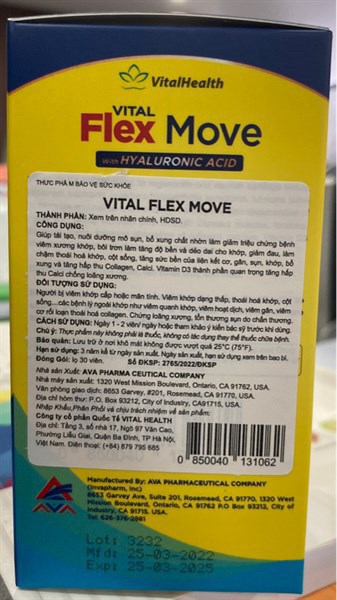 VitalHealth
VITAL
Flex Move
with HYALURONIC ACID
THỰC PHẨM BẢO VỆ SỨC KHỎE
VITAL FLEX MOVE
THÀNH PHẦN: Xem trên nhãn chính, HDSD.
CÔNG DỤNG:
Giúp tái tạo, nuôi dưỡng mô sụn, bổ xung chất nhờn làm giảm triệu chứng bệnh
viêm xương khớp, bôi trơn làm tăng độ bền và dẻo dai cho khớp, giảm đau, làm
chậm thoái hoá khớp, cột sống, tăng sức bền của liên kết cơ, gân, sụn, khớp, bổ
xung và tăng hấp thu Collagen, Calci. Vitamin D3 thành phần quan trọng tăng hấp
thu Calci chống loãng xương.
ĐỐI TƯỢNG SỬ DỤNG:
Người bị viêm khớp cấp hoặc mãn tính. Viêm khớp dạng thấp, thoái hoá khớp, cột
sống...các bệnh lý ngoài khớp như viêm quanh khớp, viêm hoạt dịch, viêm gân, viêm
cơ rối loạn thoái hoá cartilage. Chứng loãng xương, tổn thương sụn do chấn thương.
CÁCH SỬ DỤNG: Ngày 1 - 2 viên/ ngày hoặc tham khảo ý kiến bác sỹ trước khi dùng.
Chú ý: Thực phẩm này không phải là thuốc, không có tác dụng thay thế thuốc chữa bệnh.
Bảo quản: Lưu trữ ở nơi khô mát không được vượt quá 25°C (75°F).
Hạn sử dụng: 3 năm kể từ ngày sản xuất. Ngày sản xuất, hạn sử dụng xem trên bao bì.
Đóng gói: lọ 30 viên. Số ĐKSP: 2765/2022/ĐKSP
Nhà Sản Xuất: AVA PHARMA CEUTICAL COMPANY
Nhà máy sản xuất: 1320 West Mission Boulevard, Ontario, CA 91762, USA.
Văn phòng giao dịch: 8653 Garvey, #201, Rosemead, CA 91770, USA.
Địa chỉ hòm thư: P.O. Box 93212, City of Industry, CA91715, USA.
Nhập Khẩu,Phân Phối và chịu trách nhiệm về sản phẩm:
Công ty cổ phần Quốc Tế VITAL HEALTH
Địa chỉ: Tầng 3, số nhà 17, Ngõ 97 Văn Cao,
Phường Liễu Giai, Quận Ba Đình, TP Hà Nội,
Việt Nam. Điện thoại: (+84) 879 795 685
0 850040 131062
Manufactured By: AVA PHARMACEUTICAL COMPANY
(Invapharm, Inc)
8653 Garvey Ave, Suite 201, Rosemead, CA 91770. 1320 West
Mission Boulevard, Ontario, CA 91762 P.O Box 93212, City of
Industry, CA 91715. USA.
Tel: 626-376-2861
AVA
Lot: 3232
Mfd: 25-03-2022
Exp: 25-03-2025